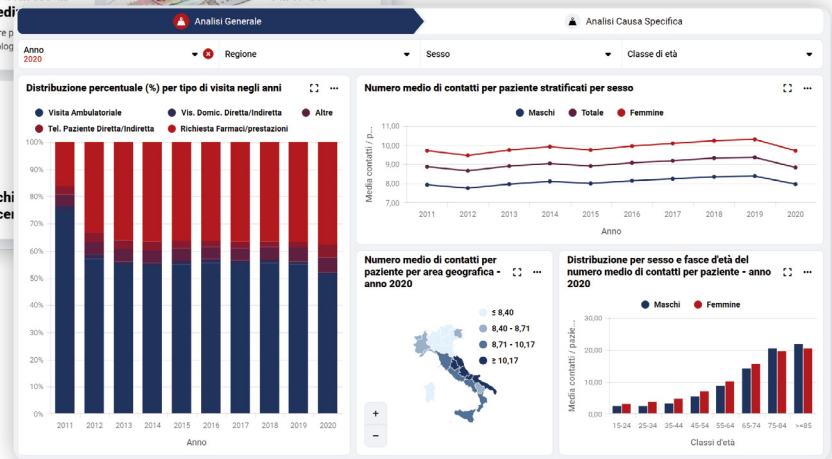 Analisi Generale
Analisi Causa Specifica
Anno
2020
Regione
Sesso
Classe di età
Distribuzione percentuale (%) per tipo di visita negli anni
Visita Ambulatoriale
Vis. Domic. Diretta/Indiretta
Altre
Tel. Paziente Diretta/Indiretta
Richiesta Farmaci/prestazioni
100%
90%
80%
70%
60%
50%
40%
30%
20%
10%
0%
2011 2012 2013 2014 2015 2016 2017 2018 2019 2020
Anno
Numero medio di contatti per paziente stratificati per sesso
Maschi
Totale
Femmine
Media contatti / p...
11,00
10,00
9,00
8,00
7,00
2011 2012 2013 2014 2015 2016 2017 2018 2019 2020
Anno
Numero medio di contatti per
paziente per area geografica -
anno 2020
≤ 8,40
8,40 - 8,71
8,71 - 10,17
≥ 10,17
+
−
Distribuzione per sesso e fasce d'età del
numero medio di contatti per paziente - anno
2020
Maschi
Femmine
Media contatti / pazie...
30,00
20,00
10,00
0,00
15-24 25-34 35-44 45-54 55-64 65-74 75-84 >=85
Classi d'età